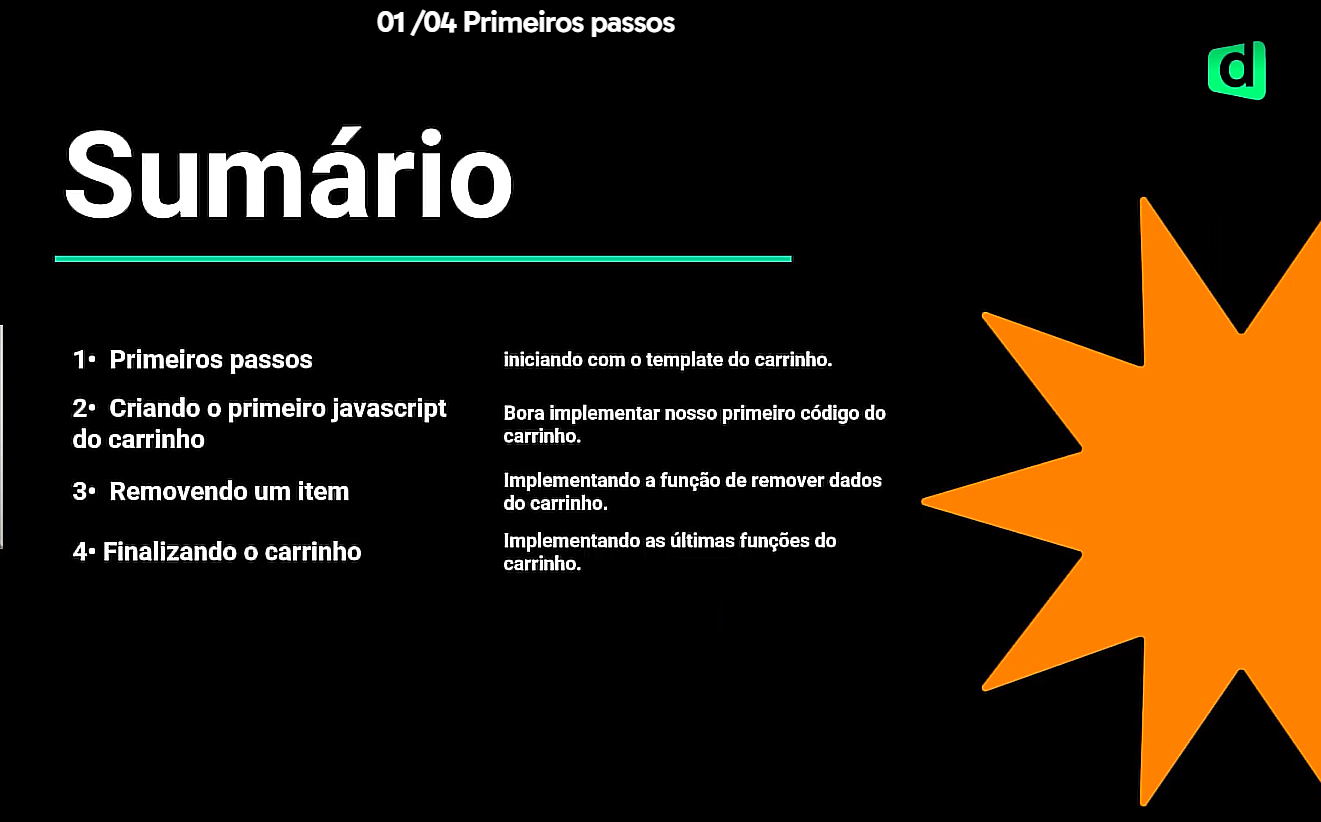 01 /04 Primeiros passos
d
Sumário
1• Primeiros passos
iniciando com o template do carrinho.
2• Criando o primeiro javascript
do carrinho
Bora implementar nosso primeiro código do
carrinho.
3• Removendo um item
Implementando a função de remover dados
do carrinho.
4• Finalizando o carrinho
Implementando as últimas funções do
carrinho.